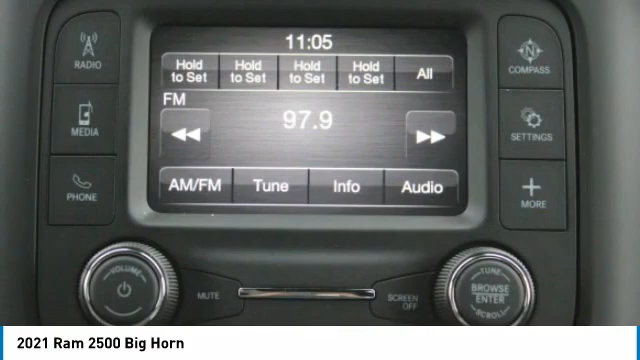 11:05
RADIO
Hold to Set
Hold to Set
Hold to Set
Hold to Set
All
COMPASS
FM
97.9
MEDIA
SETTINGS
AM/FM
Tune
Info
Audio
PHONE
MORE
VOLUME
MUTE
SCREEN OFF
TUNE
BROWSE
ENTER
SCROLL
2021 Ram 2500 Big Horn